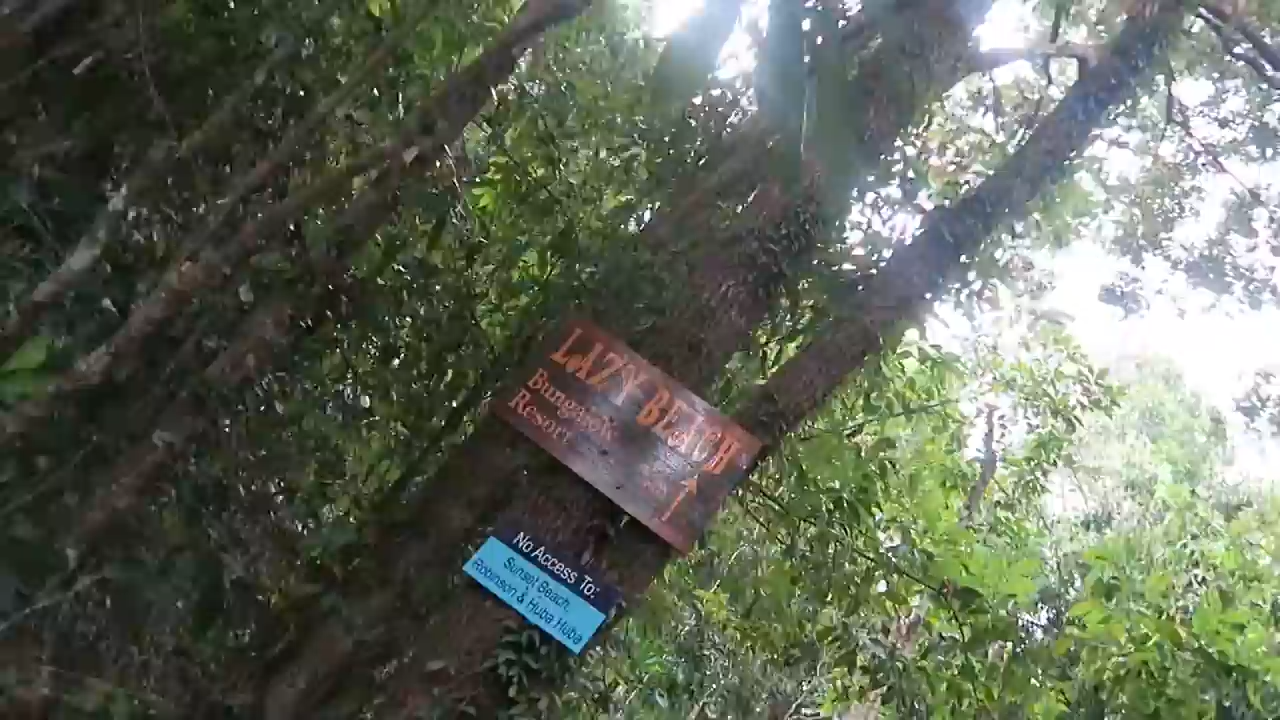 LAZY BEACH
Bungalow
Resort
No Access To:
Sunset Beach,
Robinson & Huba Huba